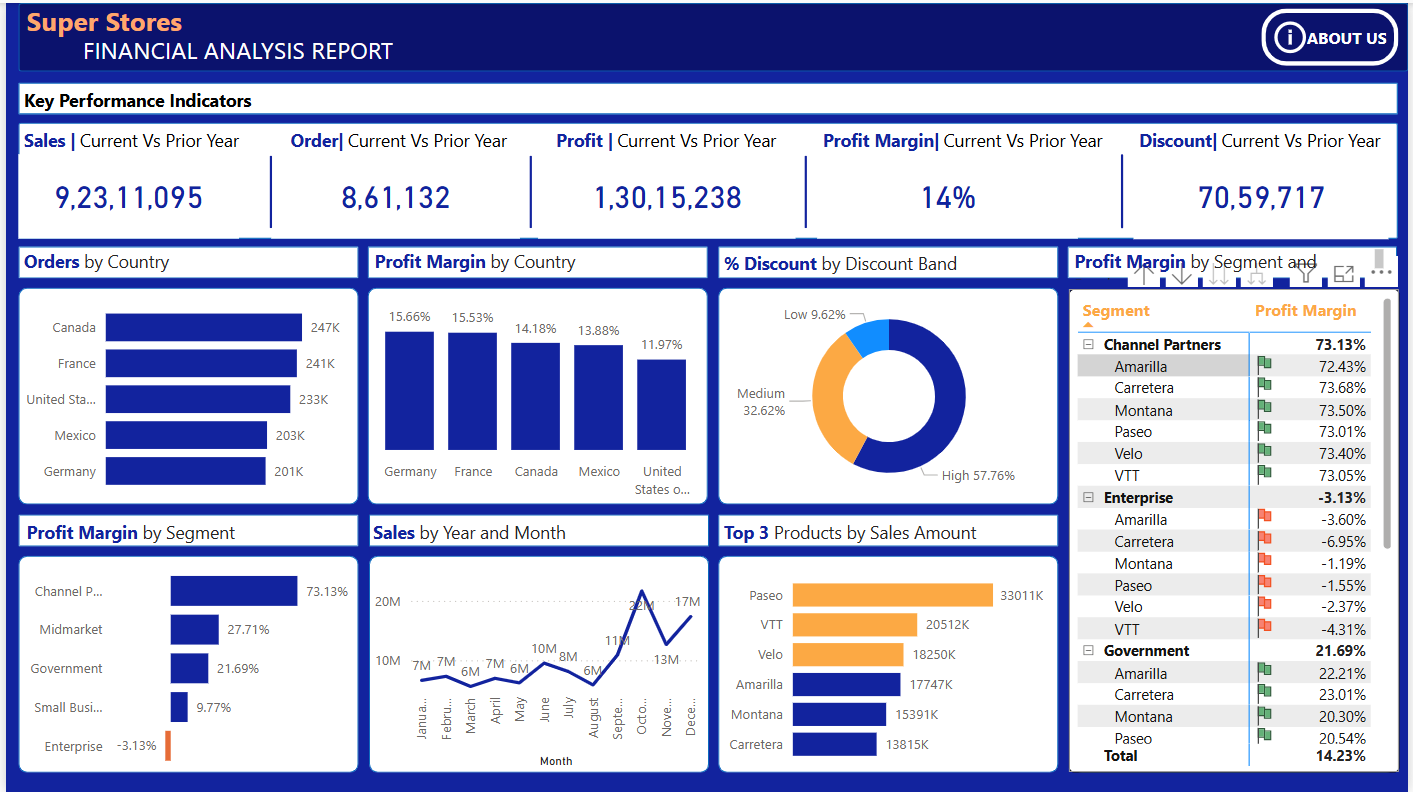 Super Stores
FINANCIAL ANALYSIS REPORT
i ABOUT US
Key Performance Indicators
Sales | Current Vs Prior Year
9,23,11,095
Order| Current Vs Prior Year
8,61,132
Profit | Current Vs Prior Year
1,30,15,238
Profit Margin| Current Vs Prior Year
14%
Discount| Current Vs Prior Year
70,59,717
Orders by Country
Canada 247K
France 241K
United Sta... 233K
Mexico 203K
Germany 201K
Profit Margin by Country
15.66% 15.53% 14.18% 13.88% 11.97%
Germany France Canada Mexico United
States o...
% Discount by Discount Band
Low 9.62%
Medium
32.62%
High 57.76%
Profit Margin by Segment and
Segment Profit Margin
Channel Partners 73.13%
Amarilla 72.43%
Carretera 73.68%
Montana 73.50%
Paseo 73.01%
Velo 73.40%
VTT 73.05%
Enterprise -3.13%
Amarilla -3.60%
Carretera -6.95%
Montana -1.19%
Paseo -1.55%
Velo -2.37%
VTT -4.31%
Government 21.69%
Amarilla 22.21%
Carretera 23.01%
Montana 20.30%
Paseo 20.54%
Total 14.23%
Profit Margin by Segment
Channel P... 73.13%
Midmarket 27.71%
Government 21.69%
Small Busi... 9.77%
Enterprise -3.13%
Sales by Year and Month
20M
10M
7M 7M 6M 7M 6M 10M 8M 6M 11M 22M 13M 17M
Janua... Febru... March April May June July August Septe... Octo... Nove... Dece...
Month
Top 3 Products by Sales Amount
Paseo 33011K
VTT 20512K
Velo 18250K
Amarilla 17747K
Montana 15391K
Carretera 13815K